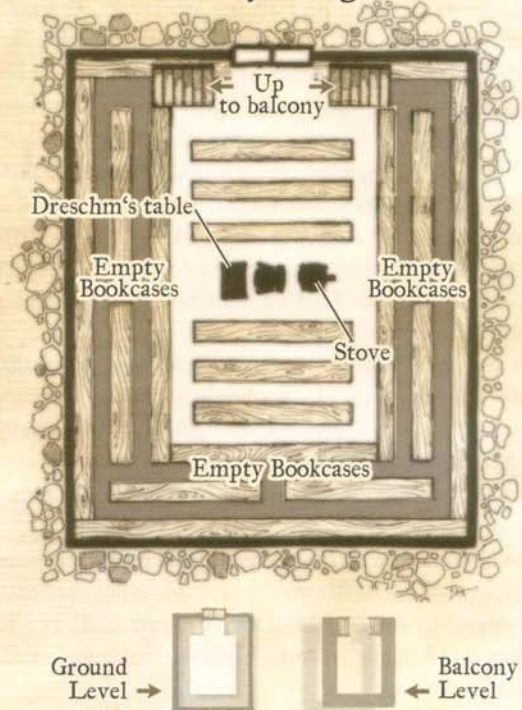 Up
to balcony
Dreschm's table
Empty
Bookcases
Empty
Bookcases
Stove
Empty Bookcases
Ground
Level
Balcony
Level